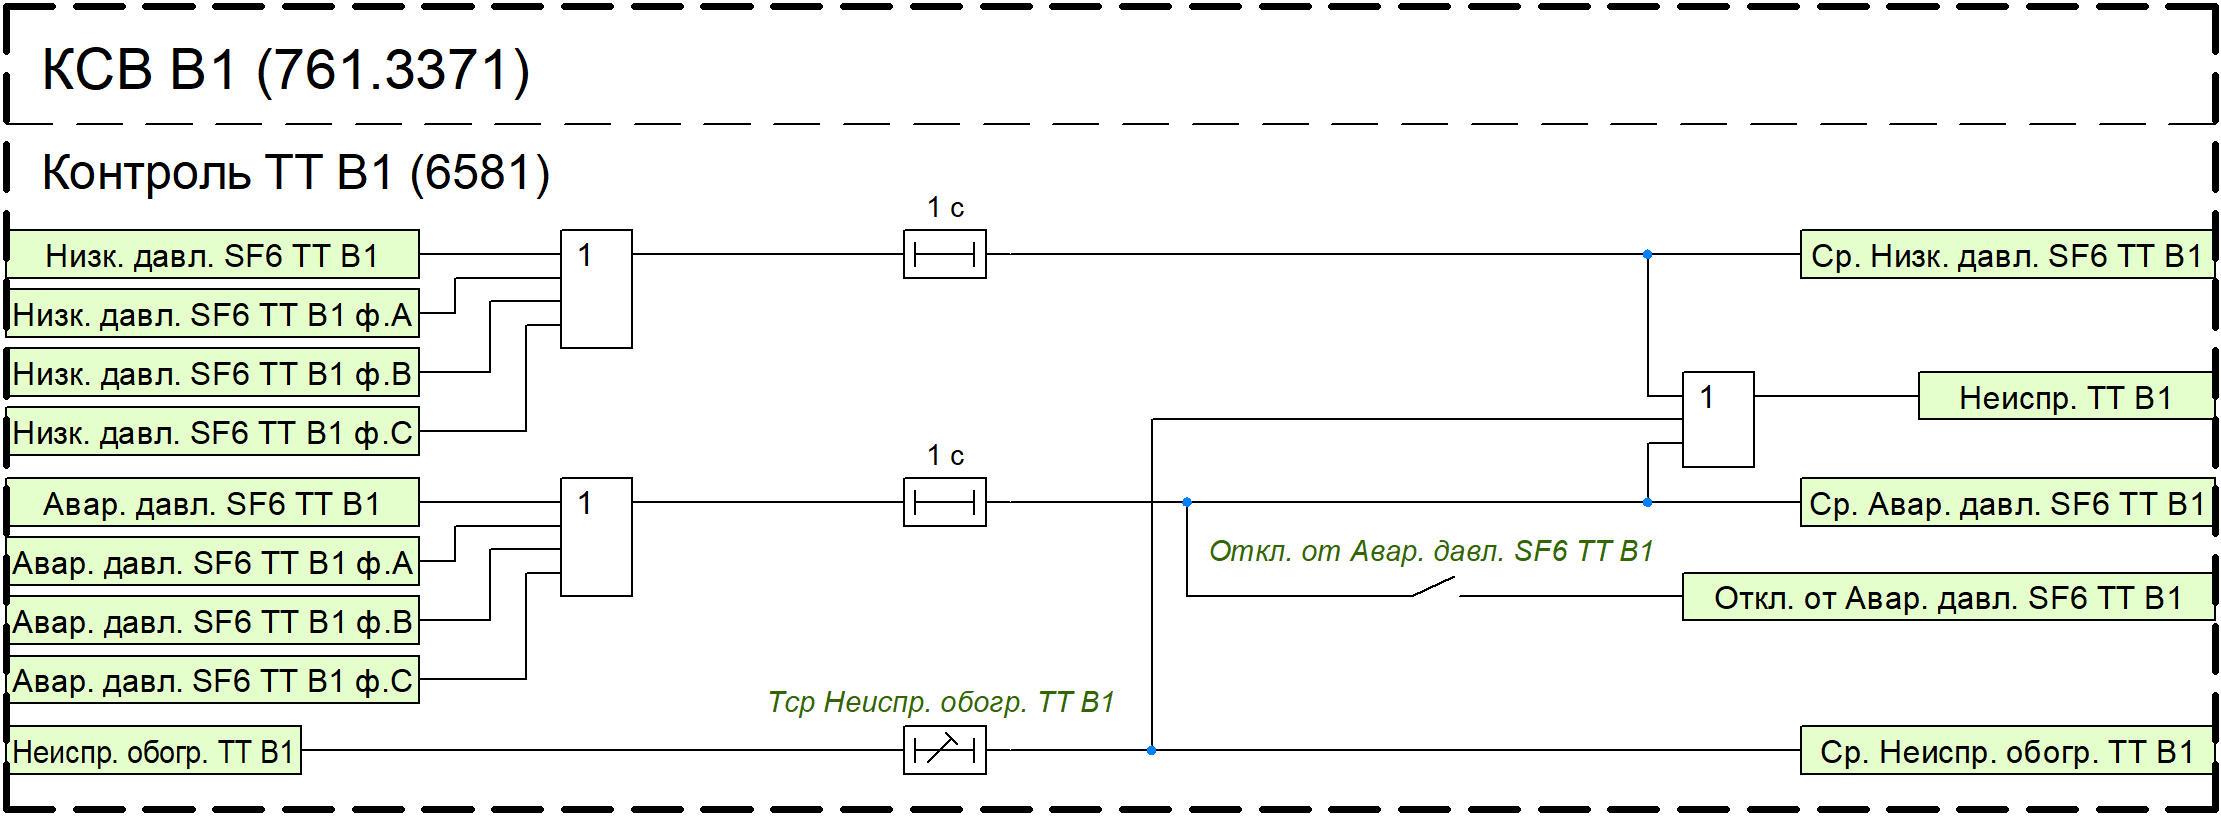 КСВ В1 (761.3371)
Контроль ТТ В1 (6581)
1 с
Низк. давл. SF6 ТТ В1
1
Ср. Низк. давл. SF6 ТТ В1
Низк. давл. SF6 ТТ В1 ф.А
Низк. давл. SF6 ТТ В1 ф.В
1
Неиспр. ТТ В1
Низк. давл. SF6 ТТ В1 ф.С
1 с
Авар. давл. SF6 ТТ В1
1
Ср. Авар. давл. SF6 ТТ В1
Откл. от Авар. давл. SF6 ТТ В1
Авар. давл. SF6 ТТ В1 ф.А
Откл. от Авар. давл. SF6 ТТ В1
Авар. давл. SF6 ТТ В1 ф.В
Авар. давл. SF6 ТТ В1 ф.С
Тср Неиспр. обогр. ТТ В1
Неиспр. обогр. ТТ В1
Ср. Неиспр. обогр. ТТ В1